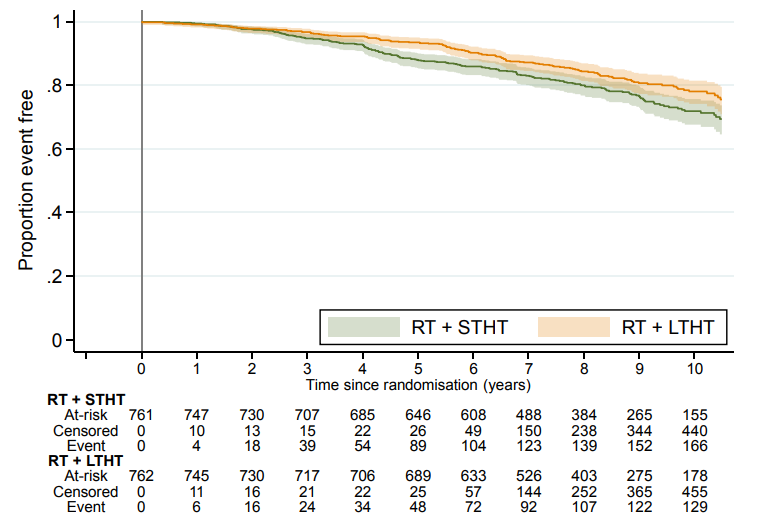 Proportion event free
1
.8
.6
.4
.2
0
RT + STHT RT + LTHT
0 1 2 3 4 5 6 7 8 9 10
Time since randomisation (years)
RT + STHT
At-risk 761 747 730 707 685 646 608 488 384 265 155
Censored 0 10 13 15 22 26 49 150 238 344 440
Event 0 4 18 39 54 89 104 123 139 152 166
RT + LTHT
At-risk 762 745 730 717 706 689 633 526 403 275 178
Censored 0 11 16 21 22 25 57 144 252 365 455
Event 0 6 16 24 34 48 72 92 107 122 129